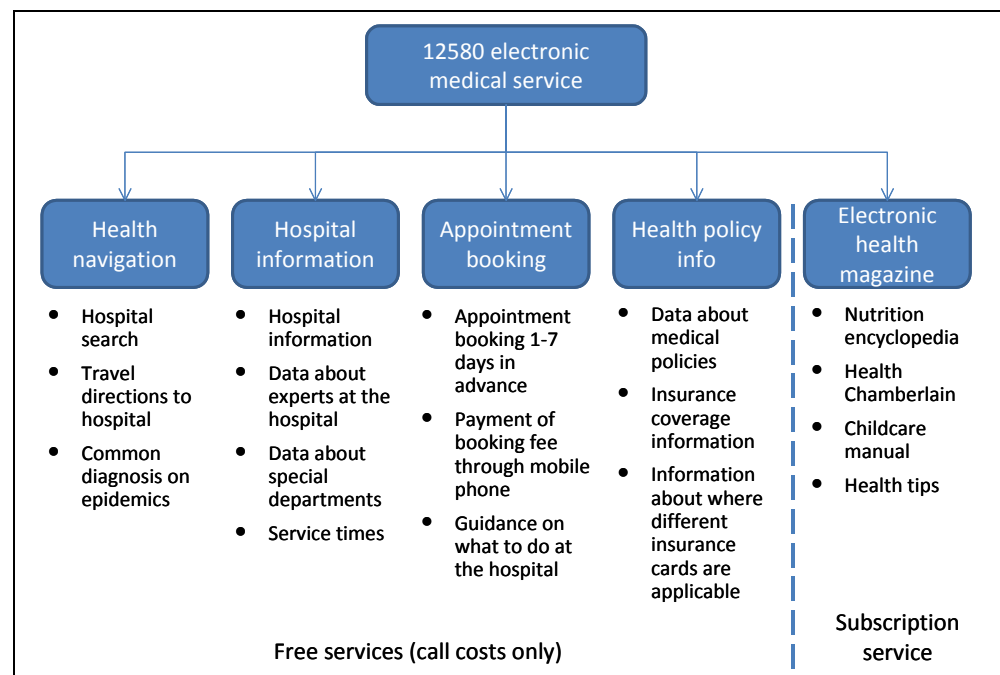 12580 electronic
medical service
Health
navigation
Hospital
information
Appointment
booking
Health policy
info
Electronic
health
magazine
• Hospital
search
• Travel
directions to
hospital
• Common
diagnosis on
epidemics
• Hospital
information
• Data about
experts at the
hospital
• Data about
special
departments
• Service times
• Appointment
booking 1-7
days in
advance
• Payment of
booking fee
through mobile
phone
• Guidance on
what to do at
the hospital
• Data about
medical
policies
• Insurance
coverage
information
• Information
about where
different
insurance
cards are
applicable
• Nutrition
encyclopedia
• Health
Chamberlain
• Childcare
manual
• Health tips
Free services (call costs only)
Subscription
service